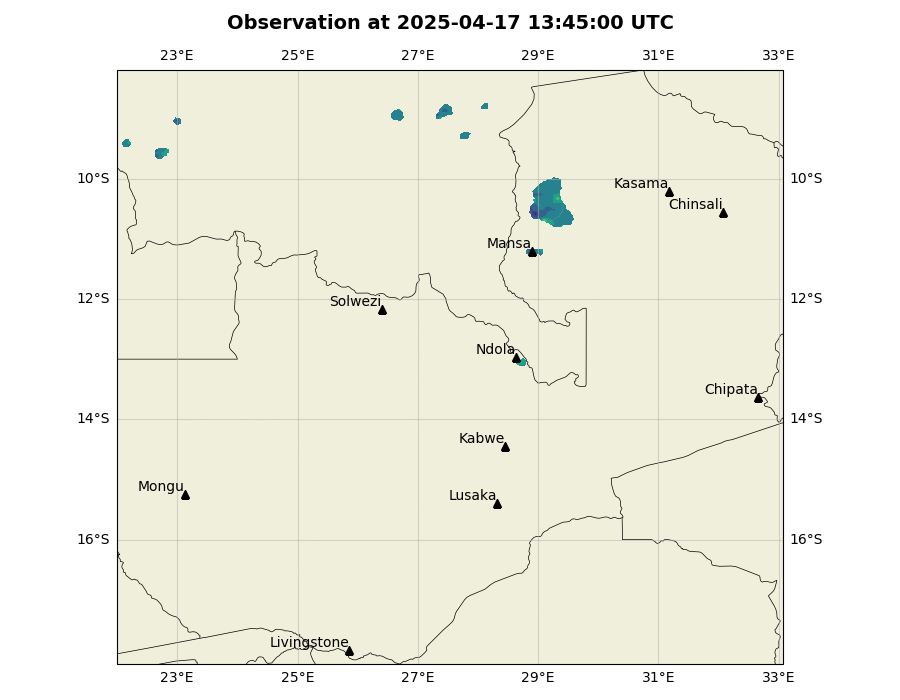 Observation at 2025-04-17 13:45:00 UTC
23°E 25°E 27°E 29°E 31°E 33°E
10°S 10°S
Kasama
Chinsali
Mansa
12°S 12°S
Solwezi
Ndola
Chipata
14°S 14°S
Kabwe
Mongu
Lusaka
16°S 16°S
Livingstone
23°E 25°E 27°E 29°E 31°E 33°E